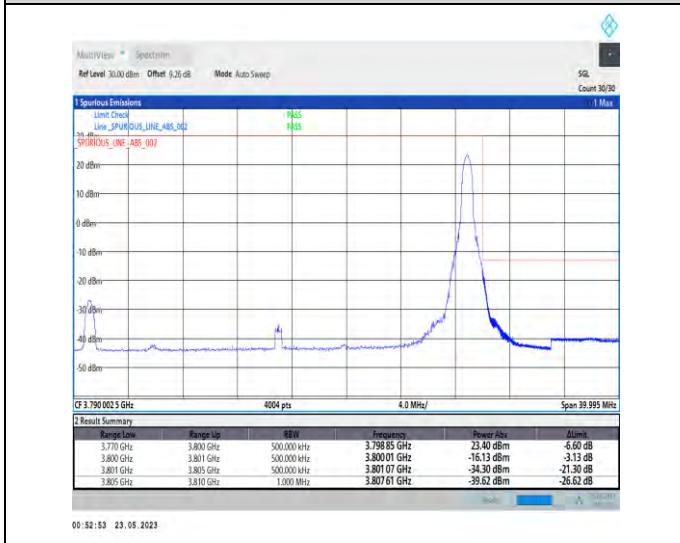 MultiView Spectrum
Ref Level 30.00 dBm Offset 9.26 dB Mode Auto Sweep SGL
Count 30/30
1 Spurious Emissions 1 Max
Limit Check PASS
Line _SPURIOUS_LINE_ABS_002 PASS
_SPURIOUS_LINE_ABS_002
20 dBm
10 dBm
0 dBm
-10 dBm
-20 dBm
-30 dBm
-40 dBm
-50 dBm
CF 3.790 002 5 GHz 4004 pts 4.0 MHz/ Span 39.995 MHz
2 Result Summary
Range Low Range Up RBW Frequency Power Abs ΔLimit
3.770 GHz 3.800 GHz 500.000 kHz 3.798 85 GHz 23.40 dBm -6.60 dB
3.800 GHz 3.801 GHz 500.000 kHz 3.800 01 GHz -16.13 dBm -3.13 dB
3.801 GHz 3.805 GHz 500.000 kHz 3.801 07 GHz -34.30 dBm -21.30 dB
3.805 GHz 3.810 GHz 1.000 MHz 3.807 61 GHz -39.62 dBm -26.62 dB
00:52:53 23.05.2023